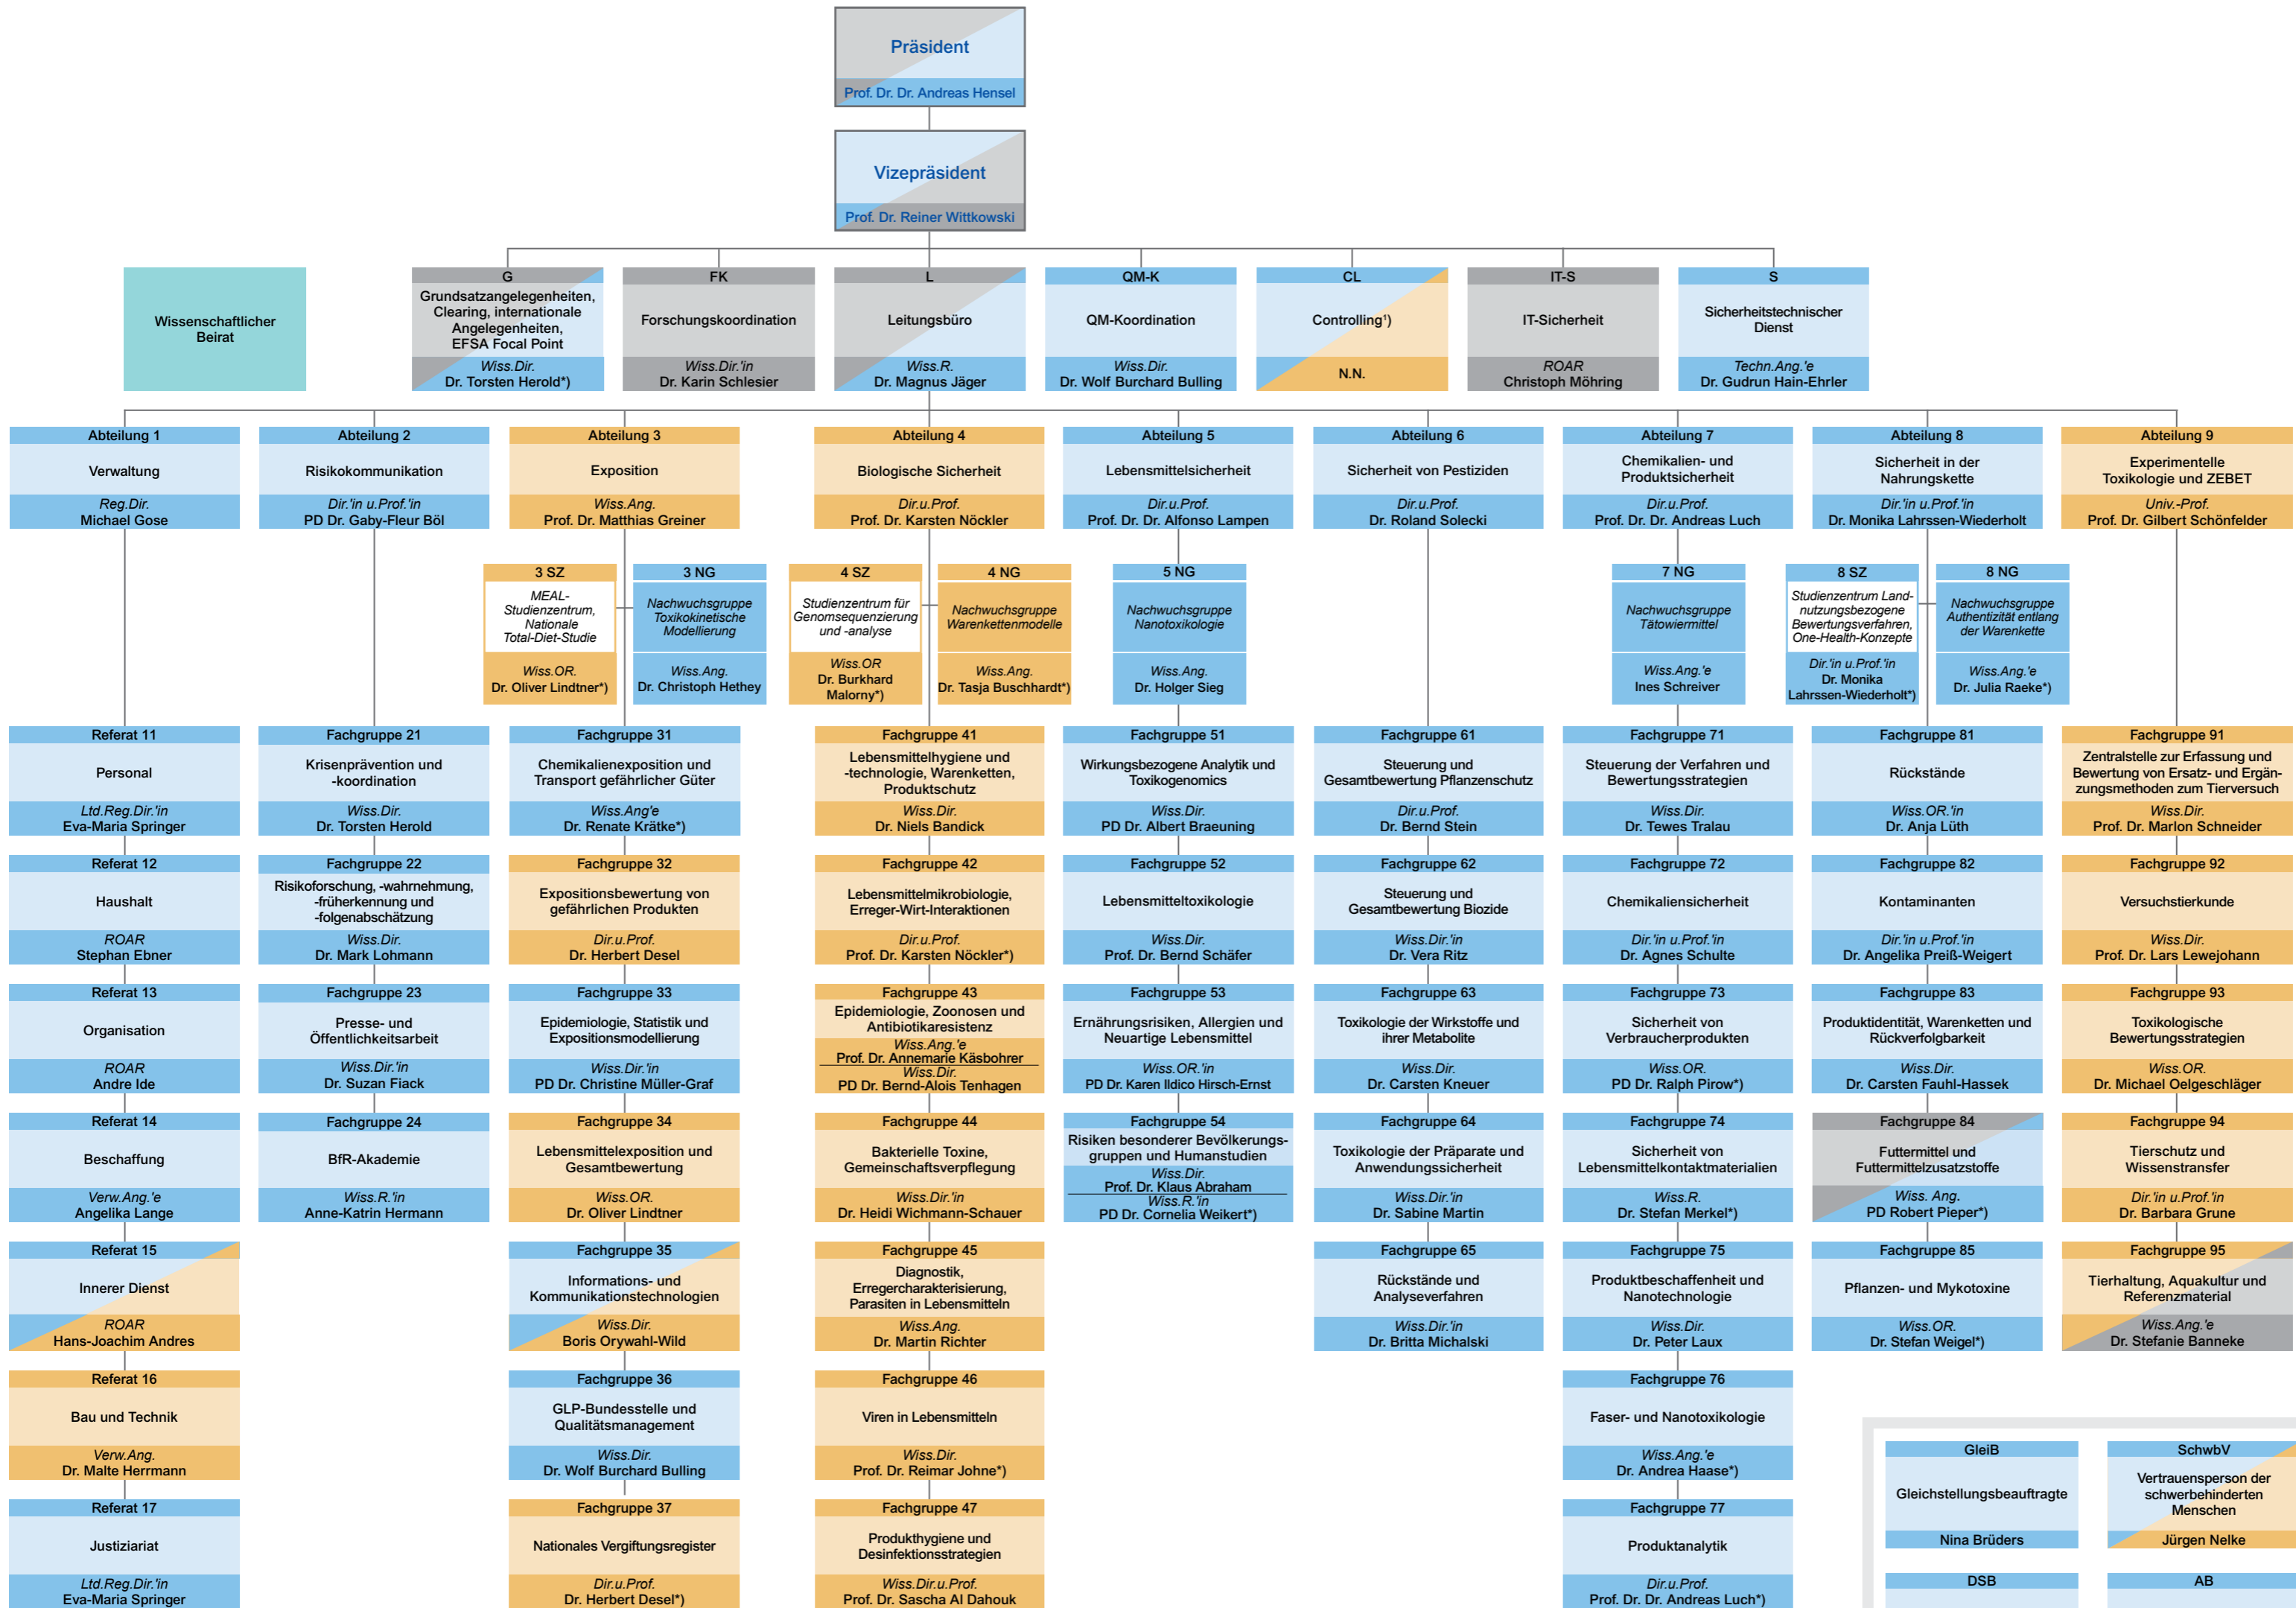 Präsident
Prof. Dr. Dr. Andreas Hensel
Vizepräsident
Prof. Dr. Reiner Wittkowski
Wissenschaftlicher
Beirat
G
Grundsatzangelegenheiten,
Clearing, internationale
Angelegenheiten,
EFSA Focal Point
Wiss.Dir.
Dr. Torsten Herold*)
FK
Forschungskoordination
Wiss.Dir.'in
Dr. Karin Schlesier
L
Leitungsbüro
Wiss.R.
Dr. Magnus Jäger
QM-K
QM-Koordination
Wiss.Dir.
Dr. Wolf Burchard Bulling
CL
Controlling¹)
N.N.
IT-S
IT-Sicherheit
ROAR
Christoph Möhring
S
Sicherheitstechnischer
Dienst
Techn.Ang.'e
Dr. Gudrun Hain-Ehrler
Abteilung 1
Verwaltung
Reg.Dir.
Michael Gose
Abteilung 2
Risikokommunikation
Dir.'in u.Prof.'in
PD Dr. Gaby-Fleur Böl
Abteilung 3
Exposition
Wiss.Ang.
Prof. Dr. Matthias Greiner
Abteilung 4
Biologische Sicherheit
Dir.u.Prof.
Prof. Dr. Karsten Nöckler
Abteilung 5
Lebensmittelsicherheit
Dir.u.Prof.
Prof. Dr. Dr. Alfonso Lampen
Abteilung 6
Sicherheit von Pestiziden
Dir.u.Prof.
Dr. Roland Solecki
Abteilung 7
Chemikalien- und
Produktsicherheit
Dir.u.Prof.
Prof. Dr. Dr. Andreas Luch
Abteilung 8
Sicherheit in der
Nahrungskette
Dir.'in u.Prof.'in
Dr. Monika Lahrssen-Wiederholt
Abteilung 9
Experimentelle
Toxikologie und ZEBET
Univ.-Prof.
Prof. Dr. Gilbert Schönfelder
3 SZ
MEAL-
Studienzentrum,
Nationale
Total-Diet-Studie
Wiss.OR.
Dr. Oliver Lindtner*)
3 NG
Nachwuchsgruppe
Toxikokinetische
Modellierung
Wiss.Ang.
Dr. Christoph Hethey
4 SZ
Studienzentrum für
Genomsequenzierung
und -analyse
Wiss.OR
Dr. Burkhard
Malorny*)
4 NG
Nachwuchsgruppe
Warenkettenmodelle
Wiss.Ang.
Dr. Tasja Buschhardt*)
5 NG
Nachwuchsgruppe
Nanotoxikologie
Wiss.Ang.
Dr. Holger Sieg
7 NG
Nachwuchsgruppe
Tätowiermittel
Wiss.Ang.'e
Ines Schreiver
8 SZ
Studienzentrum Land-
nutzungsbezogene
Bewertungsverfahren,
One-Health-Konzepte
Dir.'in u.Prof.'in
Dr. Monika
Lahrssen-Wiederholt*)
8 NG
Nachwuchsgruppe
Authentizität entlang
der Warenkette
Wiss.Ang.'e
Dr. Julia Raeke*)
Referat 11
Personal
Ltd.Reg.Dir.'in
Eva-Maria Springer
Fachgruppe 21
Krisenprävention und
-koordination
Wiss.Dir.
Dr. Torsten Herold
Fachgruppe 31
Chemikalienexposition und
Transport gefährlicher Güter
Wiss.Ang'e
Dr. Renate Krätke*)
Fachgruppe 41
Lebensmittelhygiene und
-technologie, Warenketten,
Produktschutz
Wiss.Dir.
Dr. Niels Bandick
Fachgruppe 51
Wirkungsbezogene Analytik und
Toxikogenomics
Wiss.Dir.
PD Dr. Albert Braeuning
Fachgruppe 61
Steuerung und
Gesamtbewertung Pflanzenschutz
Dir.u.Prof.
Dr. Bernd Stein
Fachgruppe 71
Steuerung der Verfahren und
Bewertungsstrategien
Wiss.Dir.
Dr. Tewes Tralau
Fachgruppe 81
Rückstände
Wiss.OR.'in
Dr. Anja Lüth
Fachgruppe 91
Zentralstelle zur Erfassung und
Bewertung von Ersatz- und Ergän-
zungsmethoden zum Tierversuch
Wiss.Dir.
Prof. Dr. Marlon Schneider
Referat 12
Haushalt
ROAR
Stephan Ebner
Fachgruppe 22
Risikoforschung, -wahrnehmung,
-früherkennung und
-folgenabschätzung
Wiss.Dir.
Dr. Mark Lohmann
Fachgruppe 32
Expositionsbewertung von
gefährlichen Produkten
Dir.u.Prof.
Dr. Herbert Desel
Fachgruppe 42
Lebensmittelmikrobiologie,
Erreger-Wirt-Interaktionen
Dir.u.Prof.
Prof. Dr. Karsten Nöckler*)
Fachgruppe 52
Lebensmitteltoxikologie
Wiss.Dir.
Prof. Dr. Bernd Schäfer
Fachgruppe 62
Steuerung und
Gesamtbewertung Biozide
Wiss.Dir.'in
Dr. Vera Ritz
Fachgruppe 72
Chemikaliensicherheit
Dir.'in u.Prof.'in
Dr. Agnes Schulte
Fachgruppe 82
Kontaminanten
Dir.'in u.Prof.'in
Dr. Angelika Preiß-Weigert
Fachgruppe 92
Versuchstierkunde
Wiss.Dir.
Prof. Dr. Lars Lewejohann
Referat 13
Organisation
ROAR
Andre Ide
Fachgruppe 23
Presse- und
Öffentlichkeitsarbeit
Wiss.Dir.'in
Dr. Suzan Fiack
Fachgruppe 33
Epidemiologie, Statistik und
Expositionsmodellierung
Wiss.Dir.'in
PD Dr. Christine Müller-Graf
Fachgruppe 43
Epidemiologie, Zoonosen und
Antibiotikaresistenz
Wiss.Ang.'e
Prof. Dr. Annemarie Käsbohrer
Wiss.Dir.
PD Dr. Bernd-Alois Tenhagen
Fachgruppe 53
Ernährungsrisiken, Allergien und
Neuartige Lebensmittel
Wiss.OR.'in
PD Dr. Karen Ildico Hirsch-Ernst
Fachgruppe 63
Toxikologie der Wirkstoffe und
ihrer Metabolite
Wiss.Dir.
Dr. Carsten Kneuer
Fachgruppe 73
Sicherheit von
Verbraucherprodukten
Wiss.OR.
PD Dr. Ralph Pirow*)
Fachgruppe 83
Produktidentität, Warenketten und
Rückverfolgbarkeit
Wiss.Dir.
Dr. Carsten Fauhl-Hassek
Fachgruppe 93
Toxikologische
Bewertungsstrategien
Wiss.OR.
Dr. Michael Oelgeschläger
Referat 14
Beschaffung
Verw.Ang.'e
Angelika Lange
Fachgruppe 24
BfR-Akademie
Wiss.R.'in
Anne-Katrin Hermann
Fachgruppe 34
Lebensmittelexposition und
Gesamtbewertung
Wiss.OR.
Dr. Oliver Lindtner
Fachgruppe 44
Bakterielle Toxine,
Gemeinschaftsverpflegung
Wiss.Dir.'in
Dr. Heidi Wichmann-Schauer
Fachgruppe 54
Risiken besonderer Bevölkerungs-
gruppen und Humanstudien
Wiss.Dir.
Prof. Dr. Klaus Abraham
Wiss.R.'in
PD Dr. Cornelia Weikert*)
Fachgruppe 64
Toxikologie der Präparate und
Anwendungssicherheit
Wiss.Dir.'in
Dr. Sabine Martin
Fachgruppe 74
Sicherheit von
Lebensmittelkontaktmaterialien
Wiss.R.
Dr. Stefan Merkel*)
Fachgruppe 84
Futtermittel und
Futtermittelzusatzstoffe
Wiss. Ang.
PD Robert Pieper*)
Fachgruppe 94
Tierschutz und
Wissenstransfer
Dir.'in u.Prof.'in
Dr. Barbara Grune
Referat 15
Innerer Dienst
ROAR
Hans-Joachim Andres
Fachgruppe 35
Informations- und
Kommunikationstechnologien
Wiss.Dir.
Boris Orywahl-Wild
Fachgruppe 45
Diagnostik,
Erregercharakterisierung,
Parasiten in Lebensmitteln
Wiss.Ang.
Dr. Martin Richter
Fachgruppe 65
Rückstände und
Analyseverfahren
Wiss.Dir.'in
Dr. Britta Michalski
Fachgruppe 75
Produktbeschaffenheit und
Nanotechnologie
Wiss.Dir.
Dr. Peter Laux
Fachgruppe 85
Pflanzen- und Mykotoxine
Wiss.OR.
Dr. Stefan Weigel*)
Fachgruppe 95
Tierhaltung, Aquakultur und
Referenzmaterial
Wiss.Ang.'e
Dr. Stefanie Banneke
Referat 16
Bau und Technik
Verw.Ang.
Dr. Malte Herrmann
Fachgruppe 36
GLP-Bundesstelle und
Qualitätsmanagement
Wiss.Dir.
Dr. Wolf Burchard Bulling
Fachgruppe 46
Viren in Lebensmitteln
Wiss.Dir.
Prof. Dr. Reimar Johne*)
Fachgruppe 76
Faser- und Nanotoxikologie
Wiss.Ang.'e
Dr. Andrea Haase*)
Referat 17
Justiziariat
Ltd.Reg.Dir.'in
Eva-Maria Springer
Fachgruppe 37
Nationales Vergiftungsregister
Dir.u.Prof.
Dr. Herbert Desel*)
Fachgruppe 47
Produkthygiene und
Desinfektionsstrategien
Wiss.Dir.u.Prof.
Prof. Dr. Sascha Al Dahouk
Fachgruppe 77
Produktanalytik
Dir.u.Prof.
Prof. Dr. Dr. Andreas Luch*)
GleiB
Gleichstellungsbeauftragte
Nina Brüders
SchwbV
Vertrauensperson der
schwerbehinderten
Menschen
Jürgen Nelke
DSB
AB